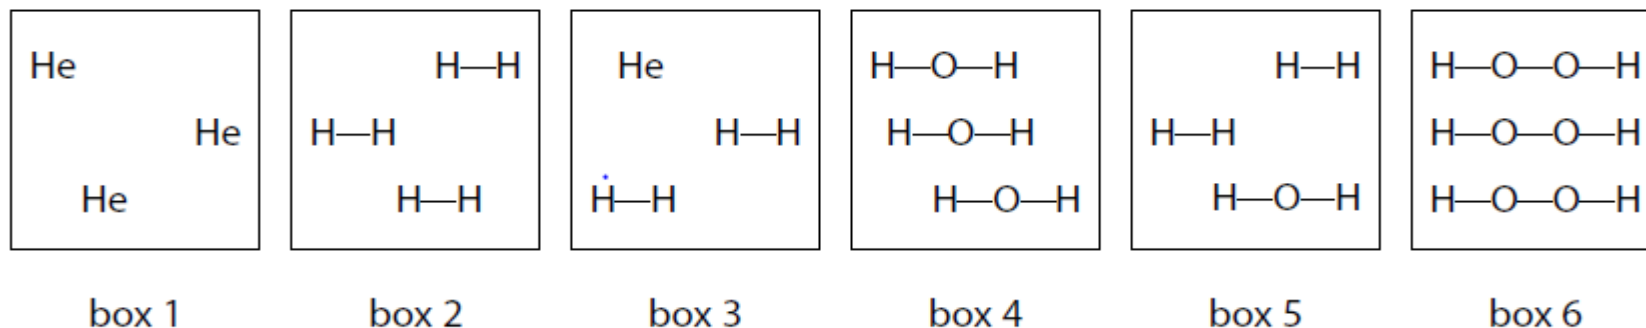 He H—H He H—O—H H—H H—O—O—H
He H—H H—H H—O—H H—H H—O—O—H
He H—H H—H H—O—H H—O—H H—O—O—H
box 1 box 2 box 3 box 4 box 5 box 6